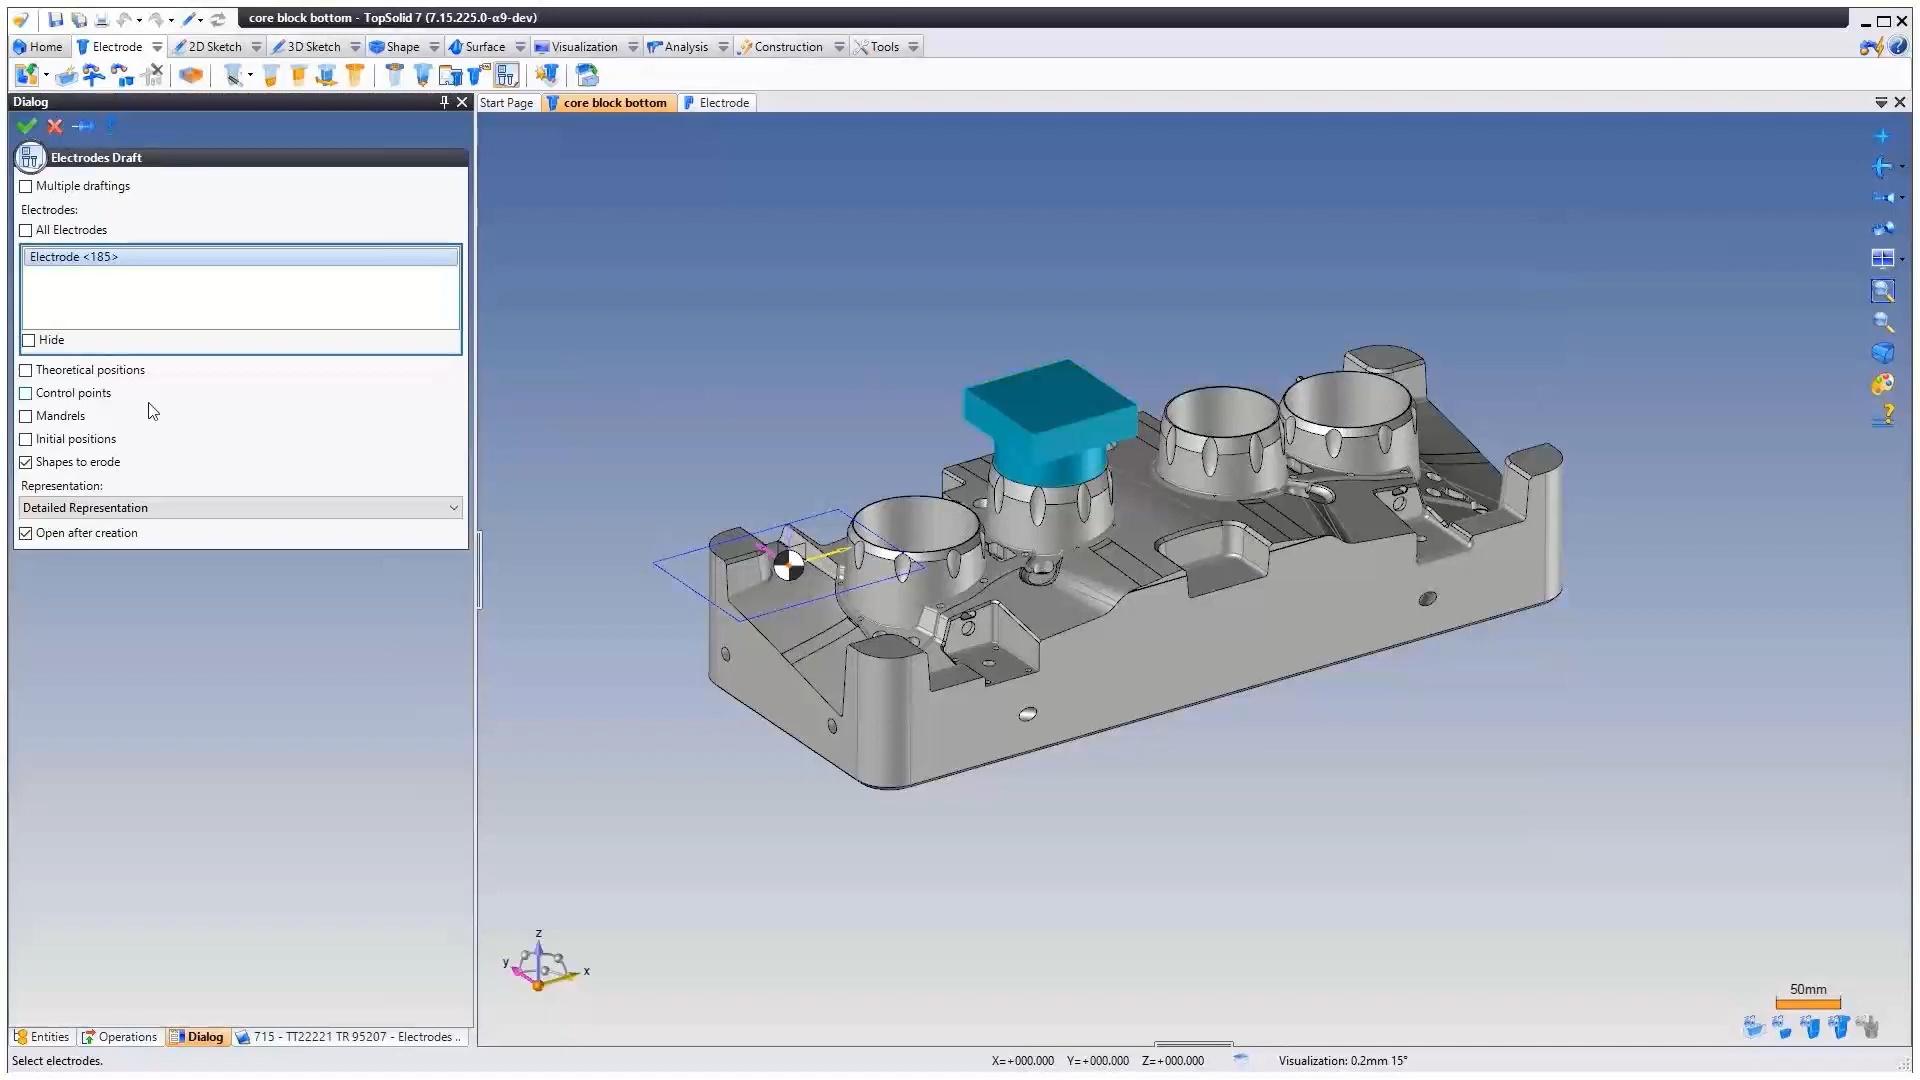 core block bottom - TopSolid 7 (7.15.225.0-α9-dev)
Home
Electrode
2D Sketch
3D Sketch
Shape
Surface
Visualization
Analysis
Construction
Tools
Dialog
Start Page
core block bottom
Electrode
Electrodes Draft
Multiple draftings
Electrodes:
All Electrodes
Electrode <185>
Hide
Theoretical positions
Control points
Mandrels
Initial positions
Shapes to erode
Representation:
Detailed Representation
Open after creation
z
y
x
50mm
Entities
Operations
Dialog
715 - TT22221 TR 95207 - Electrodes ..
Select electrodes.
X=+000.000 Y=+000.000 Z=+000.000
Visualization: 0.2mm 15°